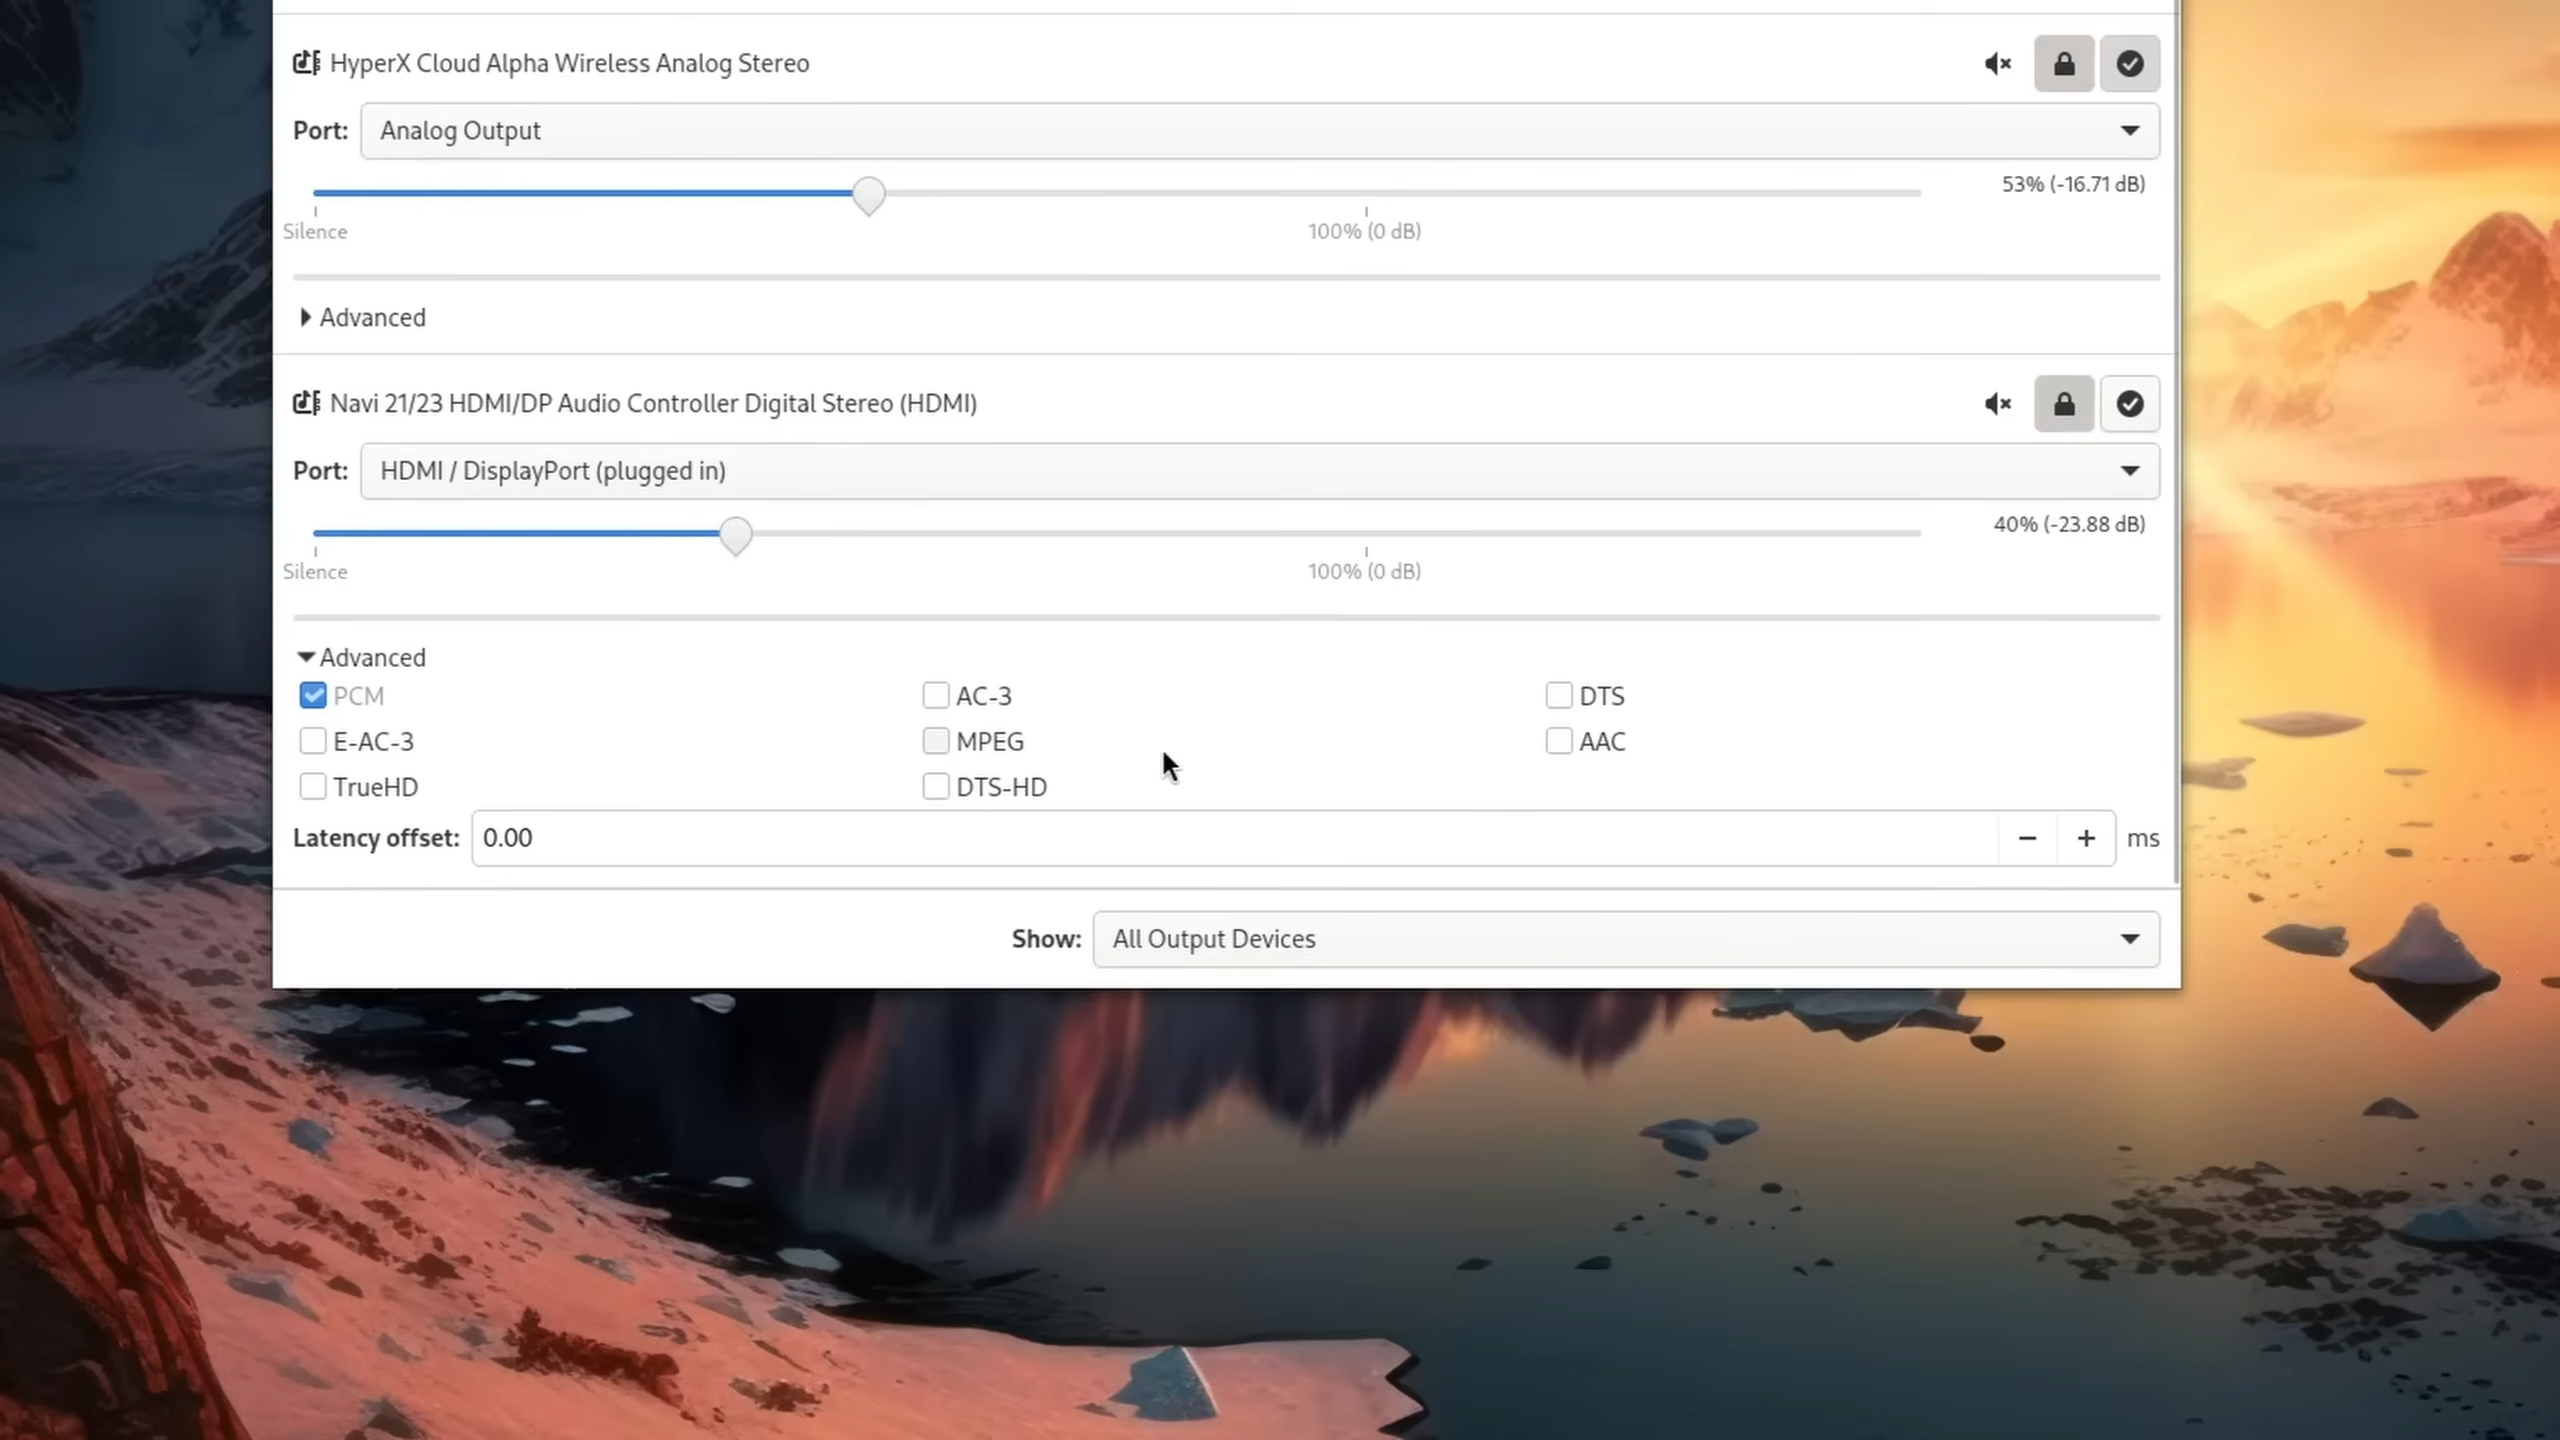 HyperX Cloud Alpha Wireless Analog Stereo
Port: Analog Output
53% (-16.71 dB)
Silence 100% (0 dB)
Advanced
Navi 21/23 HDMI/DP Audio Controller Digital Stereo (HDMI)
Port: HDMI / DisplayPort (plugged in)
40% (-23.88 dB)
Silence 100% (0 dB)
Advanced
PCM AC-3 DTS
E-AC-3 MPEG AAC
TrueHD DTS-HD
Latency offset: 0.00 − + ms
Show: All Output Devices